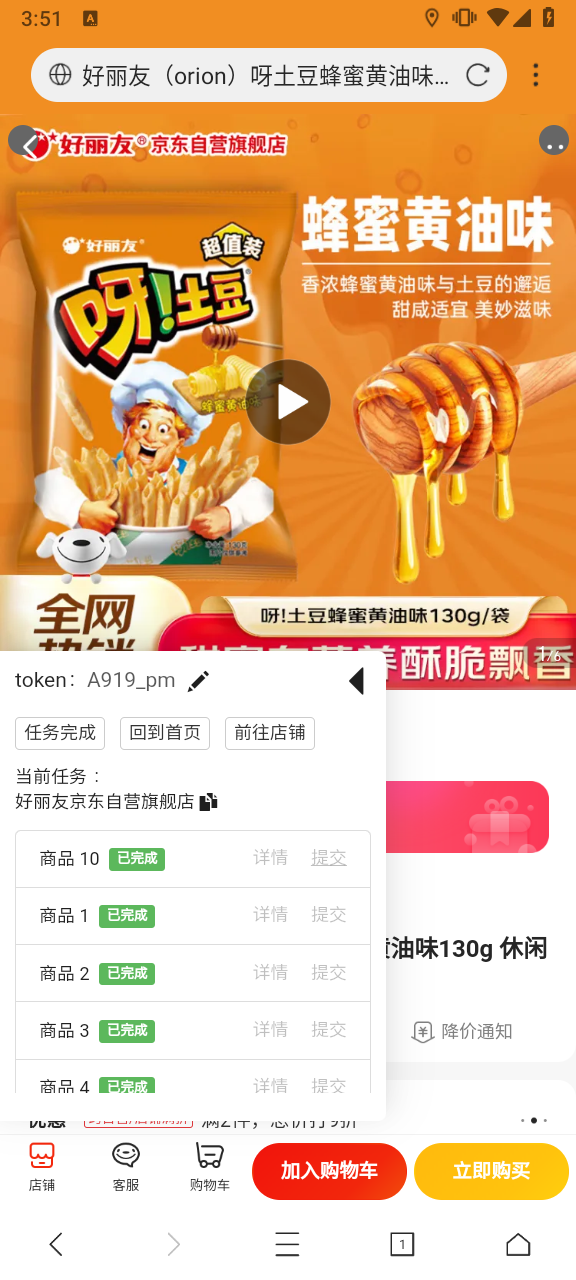 3:51
A
好丽友（orion）呀土豆蜂蜜黄油味...
好丽友®京东自营旗舰店
好丽友®
超值装
呀!土豆
蜂蜜黄油味
蜂蜜黄油味
香浓蜂蜜黄油味与土豆的邂逅
甜咸适宜 美妙滋味
全网
热销
呀!土豆蜂蜜黄油味130g/袋
酥脆飘香
1/6
token： A919_pm
任务完成
回到首页
前往店铺
当前任务：
好丽友京东自营旗舰店
商品 10 已完成 详情 提交
商品 1 已完成 详情 提交
商品 2 已完成 详情 提交
商品 3 已完成 详情 提交
商品 4 已完成 详情 提交
黄油味130g 休闲
降价通知
优惠
满2件，总价打9折
店铺
客服
购物车
加入购物车
立即购买
1